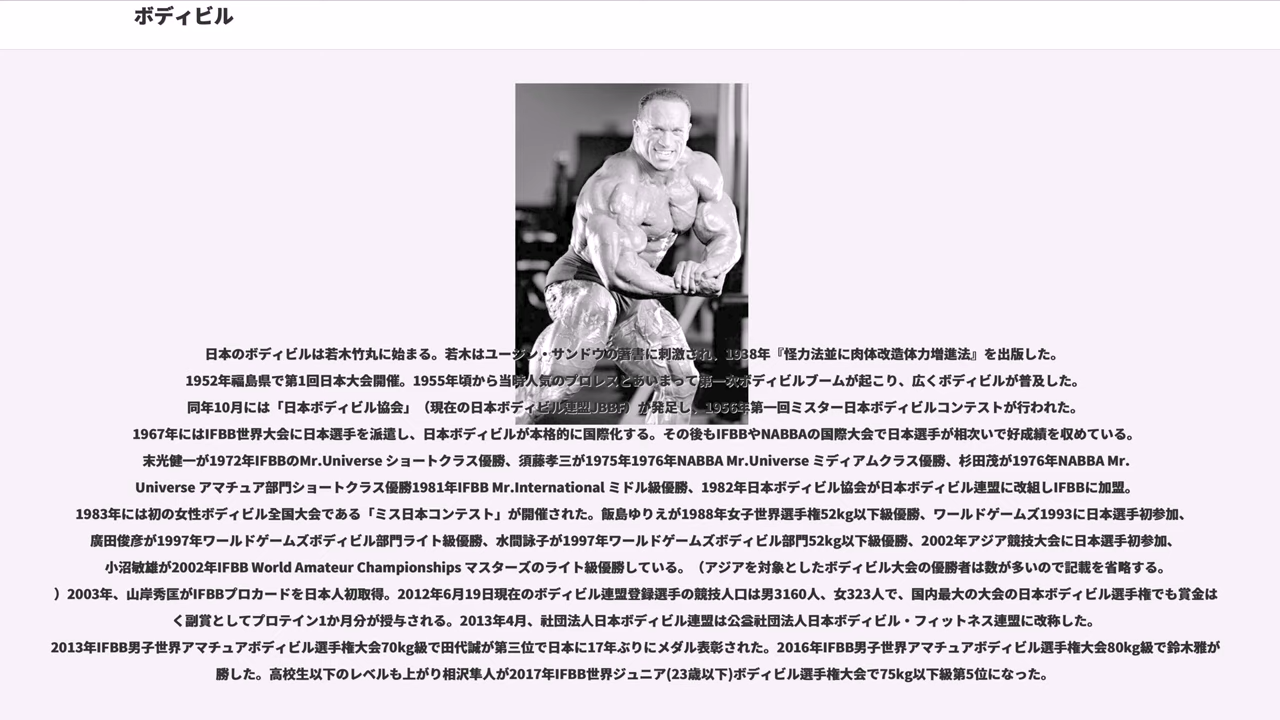 ボディビル
日本のボディビルは若木竹丸に始まる。若木はユージン・サンドウの著書に刺激され、1938年『怪力法並に肉体改造体力増進法』を出版した。
1952年福島県で第1回日本大会開催。1955年頃から当時人気のプロレスとあいまって第一次ボディビルブームが起こり、広くボディビルが普及した。
同年10月には「日本ボディビル協会」（現在の日本ボディビル連盟JBBF）が発足し、1956年第一回ミスター日本ボディビルコンテストが行われた。
1967年にはIFBB世界大会に日本選手を派遣し、日本ボディビルが本格的に国際化する。その後もIFBBやNABBAの国際大会で日本選手が相次いで好成績を収めている。
末光健一が1972年IFBBのMr.Universe ショートクラス優勝、須藤孝三が1975年1976年NABBA Mr.Universe ミディアムクラス優勝、杉田茂が1976年NABBA Mr.
Universe アマチュア部門ショートクラス優勝1981年IFBB Mr.International ミドル級優勝、1982年日本ボディビル協会が日本ボディビル連盟に改組しIFBBに加盟。
1983年には初の女性ボディビル全国大会である「ミス日本コンテスト」が開催された。飯島ゆりえが1988年女子世界選手権52kg以下級優勝、ワールドゲームズ1993に日本選手初参加、
廣田俊彦が1997年ワールドゲームズボディビル部門ライト級優勝、水間詠子が1997年ワールドゲームズボディビル部門52kg以下級優勝、2002年アジア競技大会に日本選手初参加、
小沼敏雄が2002年IFBB World Amateur Championships マスターズのライト級優勝している。（アジアを対象としたボディビル大会の優勝者は数が多いので記載を省略する。
）2003年、山岸秀匡がIFBBプロカードを日本人初取得。2012年6月19日現在のボディビル連盟登録選手の競技人口は男3160人、女323人で、国内最大の大会の日本ボディビル選手権でも賞金は
く副賞としてプロテイン1か月分が授与される。2013年4月、社団法人日本ボディビル連盟は公益社団法人日本ボディビル・フィットネス連盟に改称した。
2013年IFBB男子世界アマチュアボディビル選手権大会70kg級で田代誠が第三位で日本に17年ぶりにメダル表彰された。2016年IFBB男子世界アマチュアボディビル選手権大会80kg級で鈴木雅が
勝した。高校生以下のレベルも上がり相沢隼人が2017年IFBB世界ジュニア(23歳以下)ボディビル選手権大会で75kg以下級第5位になった。